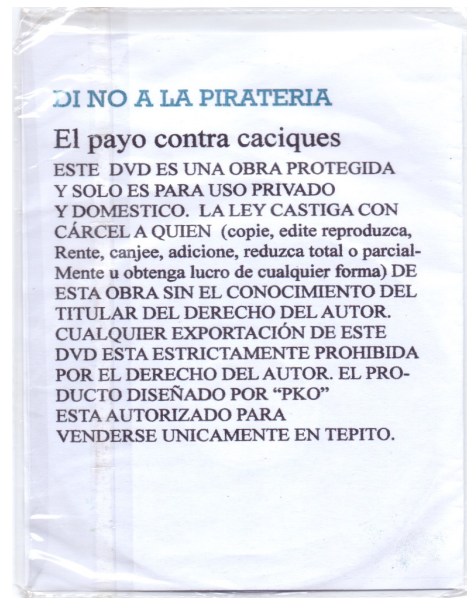 DI NO A LA PIRATERIA
El payo contra caciques
ESTE DVD ES UNA OBRA PROTEGIDA
Y SOLO ES PARA USO PRIVADO
Y DOMESTICO. LA LEY CASTIGA CON
CÁRCEL A QUIEN (copie, edite reproduzca,
Rente, canjee, adicione, reduzca total o parcial-
Mente u obtenga lucro de cualquier forma) DE
ESTA OBRA SIN EL CONOCIMIENTO DEL
TITULAR DEL DERECHO DEL AUTOR.
CUALQUIER EXPORTACIÓN DE ESTE
DVD ESTA ESTRICTAMENTE PROHIBIDA
POR EL DERECHO DEL AUTOR. EL PRO-
DUCTO DISEÑADO POR “PKO”
ESTA AUTORIZADO PARA
VENDERSE UNICAMENTE EN TEPITO.